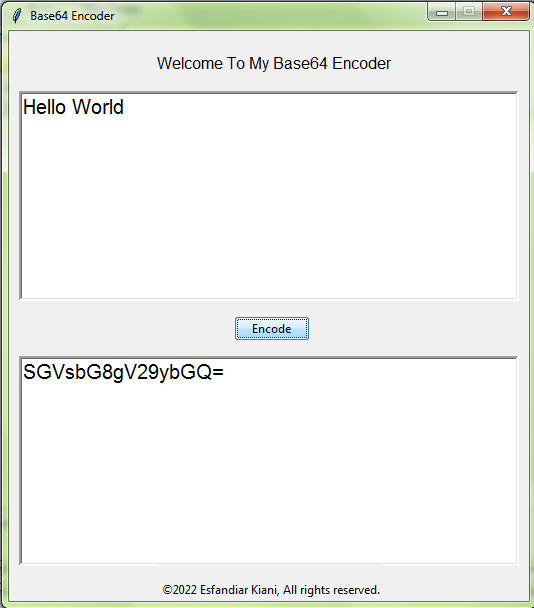 Base64 Encoder
Welcome To My Base64 Encoder
Hello World
Encode
SGVsbG8gV29ybGQ=
©2022 Esfandiar Kiani, All rights reserved.